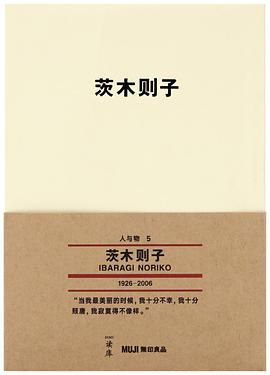 茨木则子
人与物 5
茨木则子
IBARAGI NORIKO
1926-2006
“当我最美丽的时候，我十分不幸，我十分
颓唐，我寂寞得不像样。”
DUKU
读库
MUJI 無印良品